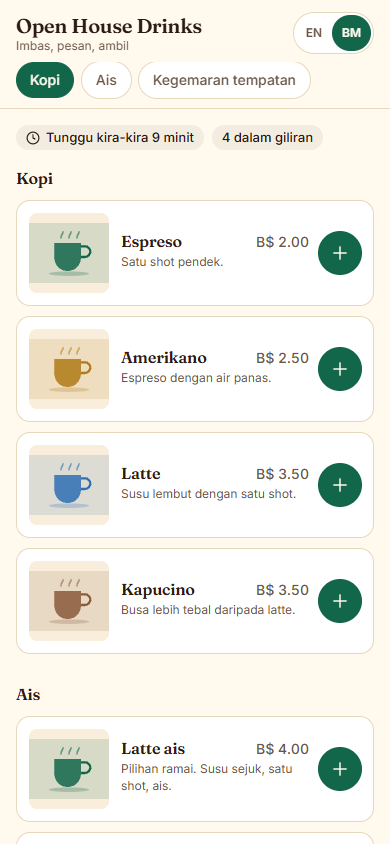 Open House Drinks
Imbas, pesan, ambil
EN BM
Kopi Ais Kegemaran tempatan
Tunggu kira-kira 9 minit 4 dalam giliran
Kopi
Espreso B$ 2.00
Satu shot pendek.
Amerikano B$ 2.50
Espreso dengan air panas.
Latte B$ 3.50
Susu lembut dengan satu shot.
Kapucino B$ 3.50
Busa lebih tebal daripada latte.
Ais
Latte ais B$ 4.00
Pilihan ramai. Susu sejuk, satu
shot, ais.